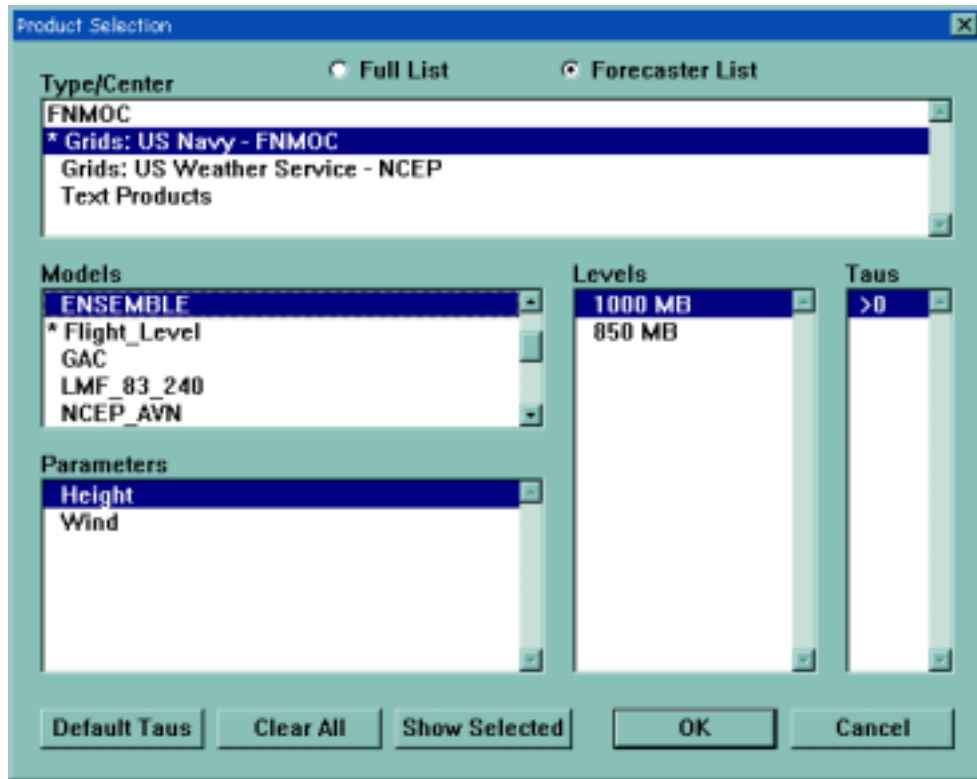 Product Selection
Full List
Forecaster List
Type/Center
FNMOC
* Grids: US Navy - FNMOC
Grids: US Weather Service - NCEP
Text Products
Models
ENSEMBLE
* Flight_Level
GAC
LMF_83_240
NCEP_AVN
Levels
1000 MB
850 MB
Taus
>0
Parameters
Height
Wind
Default Taus
Clear All
Show Selected
OK
Cancel